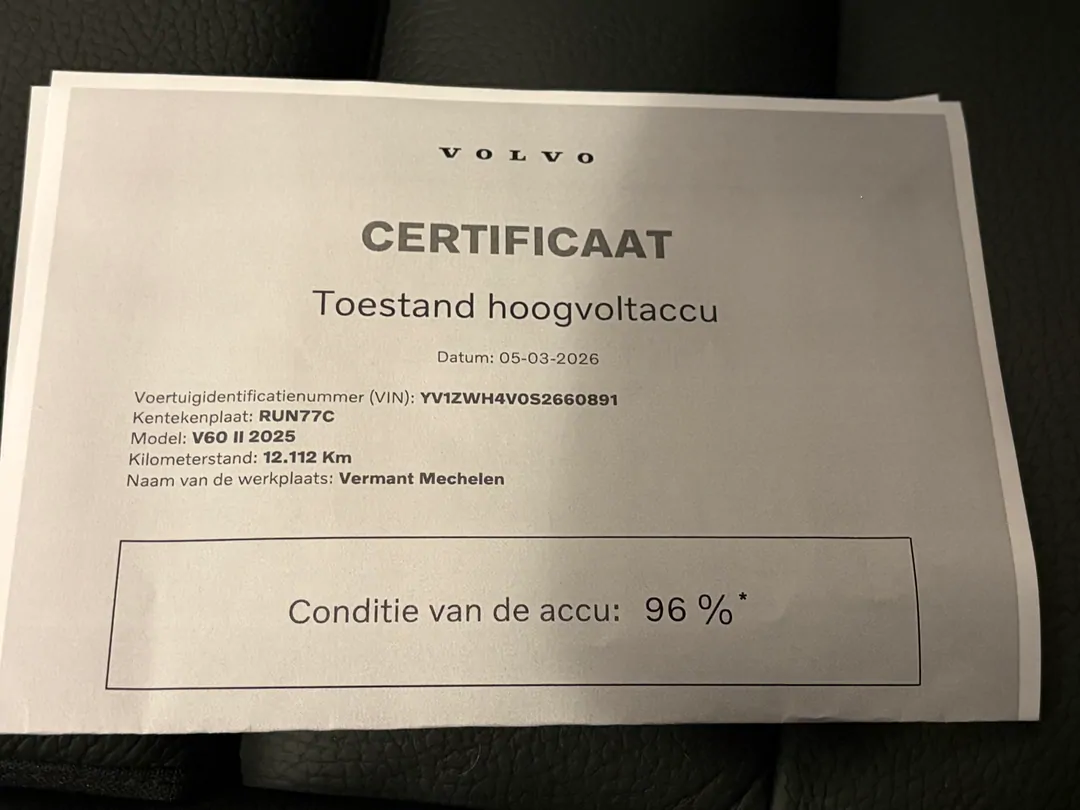 VOLVO
CERTIFICAAT
Toestand hoogvoltaccu
Datum: 05-03-2026
Voertuigidentificatienummer (VIN): YV1ZWH4V0S2660891
Kentekenplaat: RUN77C
Model: V60 II 2025
Kilometerstand: 12.112 Km
Naam van de werkplaats: Vermant Mechelen
Conditie van de accu: 96 %*